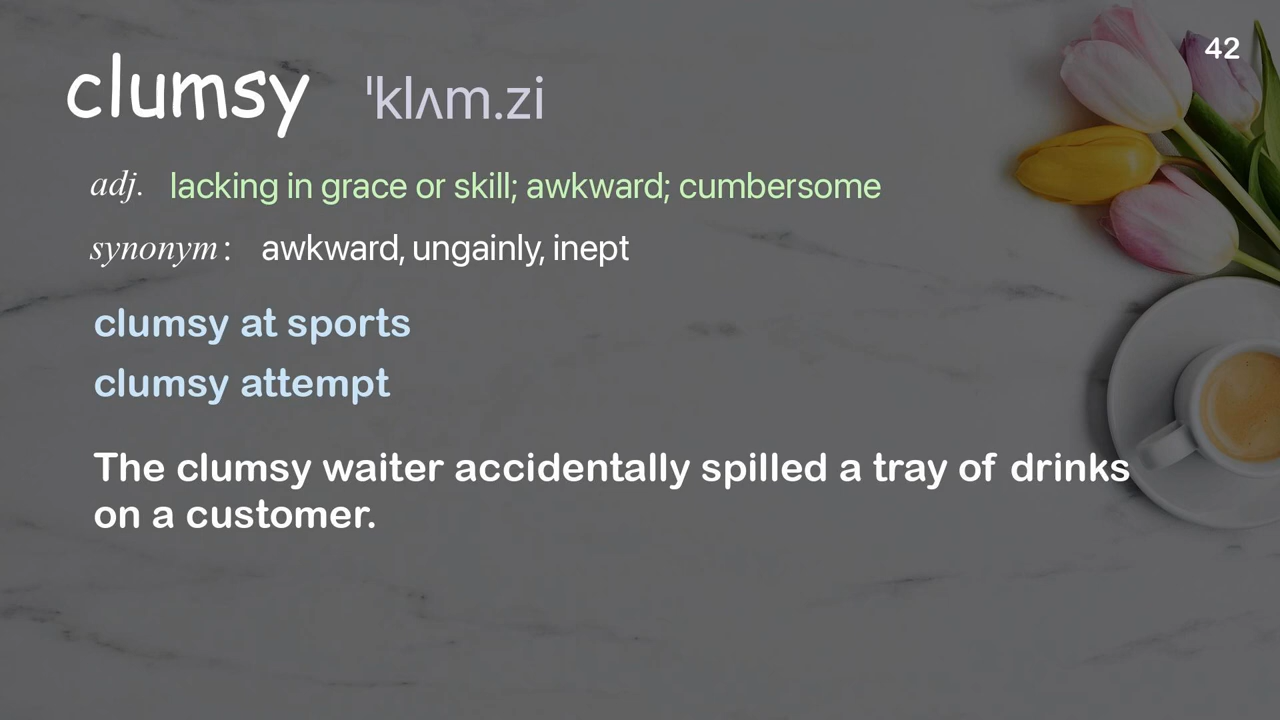 42
clumsy ˈklʌm.zi
adj. lacking in grace or skill; awkward; cumbersome
synonym: awkward, ungainly, inept
clumsy at sports
clumsy attempt
The clumsy waiter accidentally spilled a tray of drinks
on a customer.